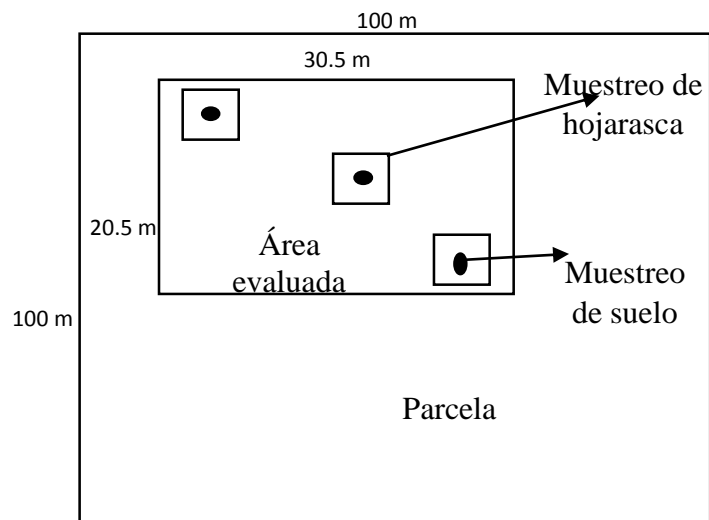 100 m
30.5 m
Muestreo de
hojarasca
20.5 m
Área
evaluada
Muestreo
de suelo
100 m
Parcela